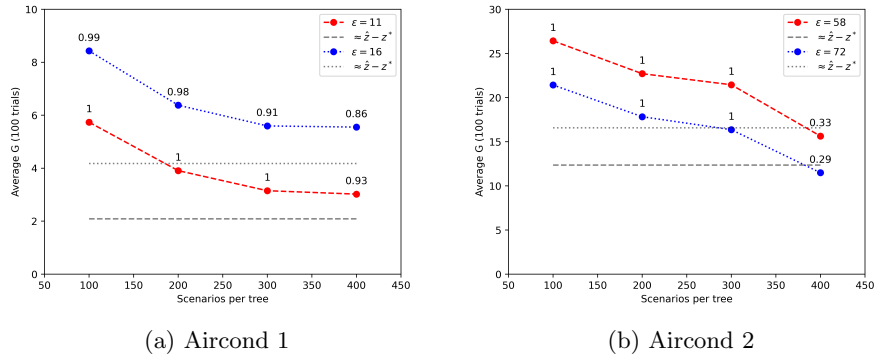 10
8
6
4
2
0
Average G (100 trials)
50 100 150 200 250 300 350 400 450
Scenarios per tree
0.99
0.98
0.91
0.86
1
1
1
0.93
ε = 11
≈ ẑ − z*
ε = 16
≈ ẑ − z*
(a) Aircond 1
30
25
20
15
10
5
0
Average G (100 trials)
50 100 150 200 250 300 350 400 450
Scenarios per tree
1
1
1
0.33
1
1
1
0.29
ε = 58
≈ ẑ − z*
ε = 72
≈ ẑ − z*
(b) Aircond 2